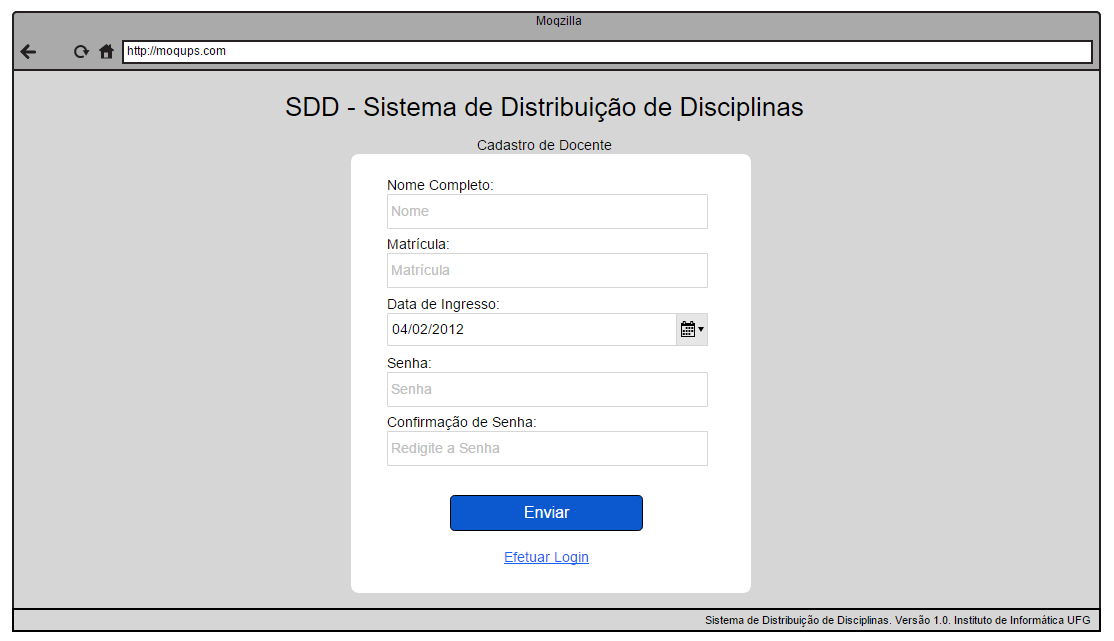 Moqzilla
http://moqups.com
SDD - Sistema de Distribuição de Disciplinas
Cadastro de Docente
Nome Completo:
Nome
Matrícula:
Matrícula
Data de Ingresso:
04/02/2012
Senha:
Senha
Confirmação de Senha:
Redigite a Senha
Enviar
Efetuar Login
Sistema de Distribuição de Disciplinas. Versão 1.0. Instituto de Informática UFG